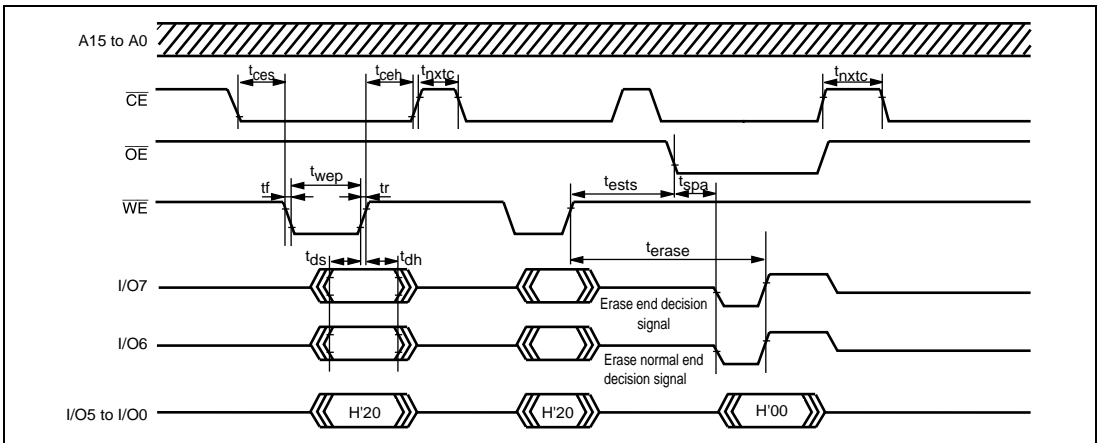 A15 to A0
tces
tceh
tnxtc
tnxtc
CE
OE
twep
tests
tspa
tf
tr
WE
terase
tds
tdh
I/O7
Erase end decision
signal
I/O6
Erase normal end
decision signal
I/O5 to I/O0
H'20
H'20
H'00